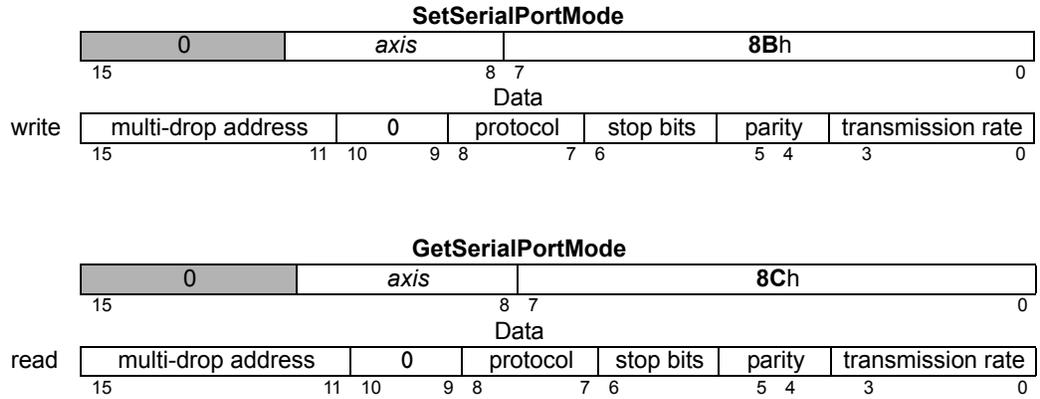 SetSerialPortMode
0 axis 8Bh
15 8 7 0
Data
write multi-drop address 0 protocol stop bits parity transmission rate
15 11 10 9 8 7 6 5 4 3 0
GetSerialPortMode
0 axis 8Ch
15 8 7 0
Data
read multi-drop address 0 protocol stop bits parity transmission rate
15 11 10 9 8 7 6 5 4 3 0